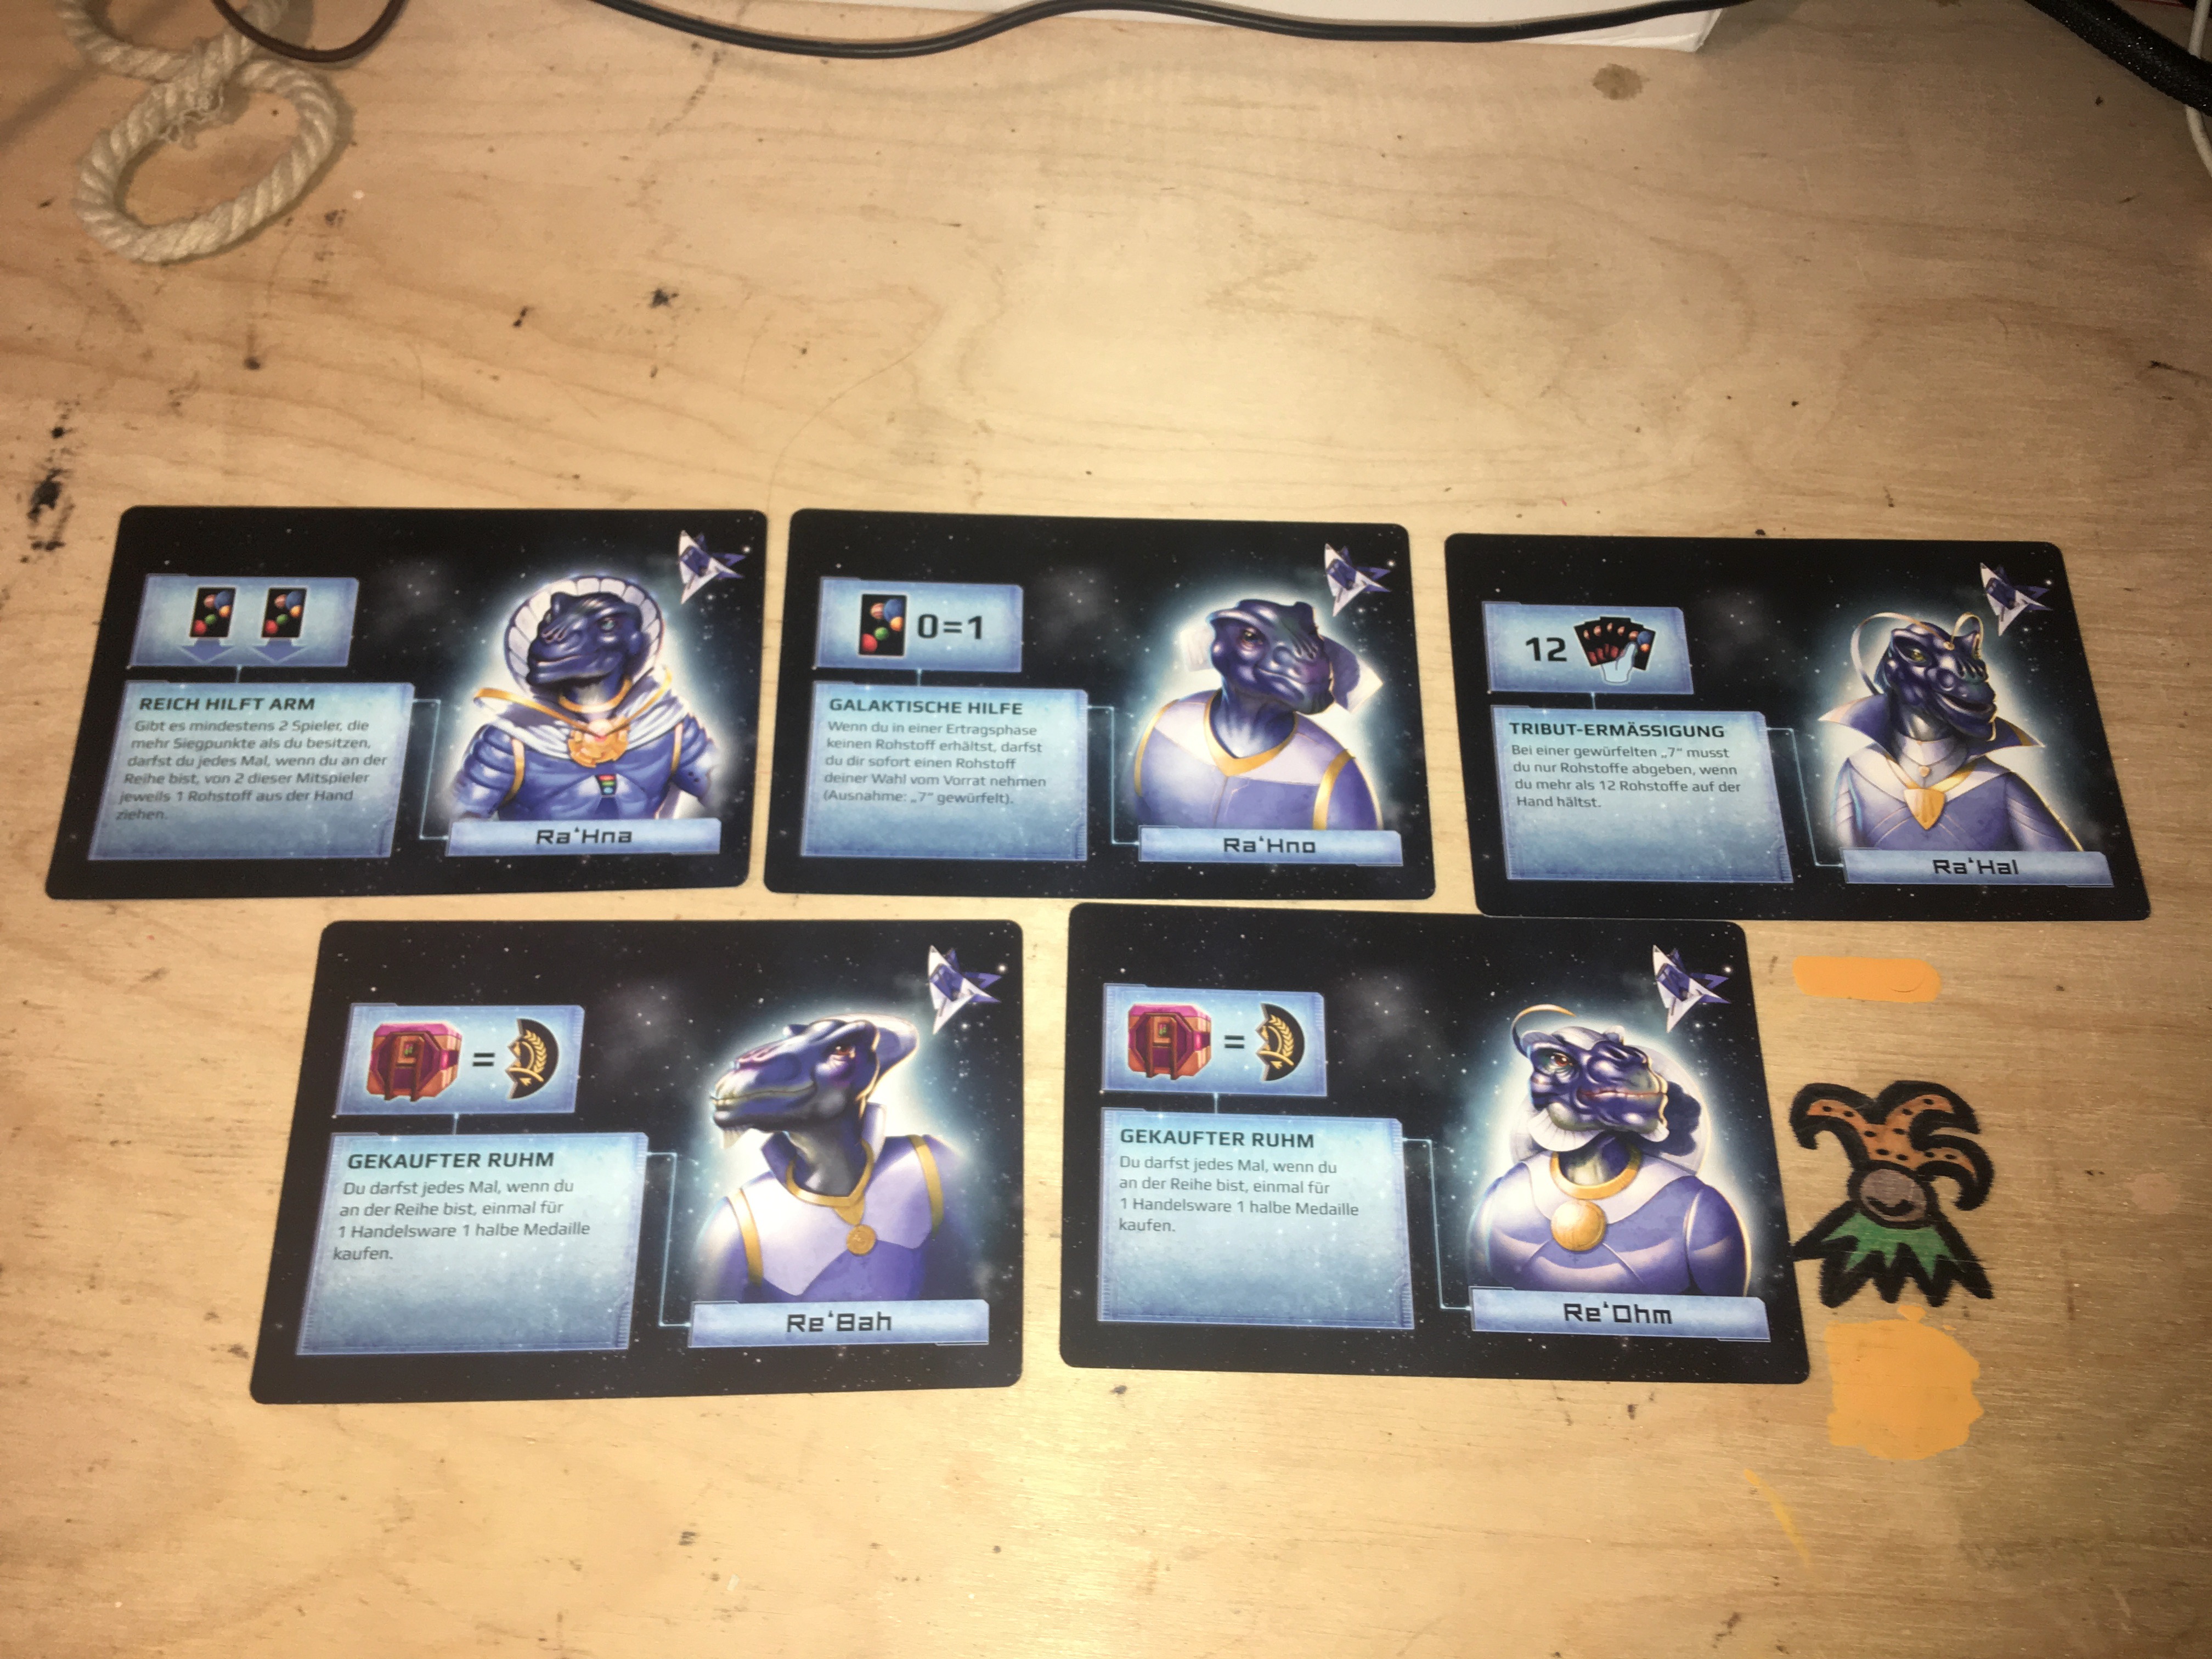 REICH HILFT ARM
Gibt es mindestens 2 Spieler, die
mehr Siegpunkte als du besitzen,
darfst du jedes Mal, wenn du an der
Reihe bist, von 2 dieser Mitspieler
jeweils 1 Rohstoff aus der Hand
ziehen.
Ra'Hna
0=1
GALAKTISCHE HILFE
Wenn du in einer Ertragsphase
keinen Rohstoff erhältst, darfst
du dir sofort einen Rohstoff
deiner Wahl vom Vorrat nehmen
(Ausnahme: „7“ gewürfelt).
Ra'Hno
12
TRIBUT-ERMÄSSIGUNG
Bei einer gewürfelten „7“ musst
du nur Rohstoffe abgeben, wenn
du mehr als 12 Rohstoffe auf der
Hand hältst.
Ra'Hal
=
GEKAUFTER RUHM
Du darfst jedes Mal, wenn du
an der Reihe bist, einmal für
1 Handelsware 1 halbe Medaille
kaufen.
Re'Bah
=
GEKAUFTER RUHM
Du darfst jedes Mal, wenn du
an der Reihe bist, einmal für
1 Handelsware 1 halbe Medaille
kaufen.
Re'Ohm